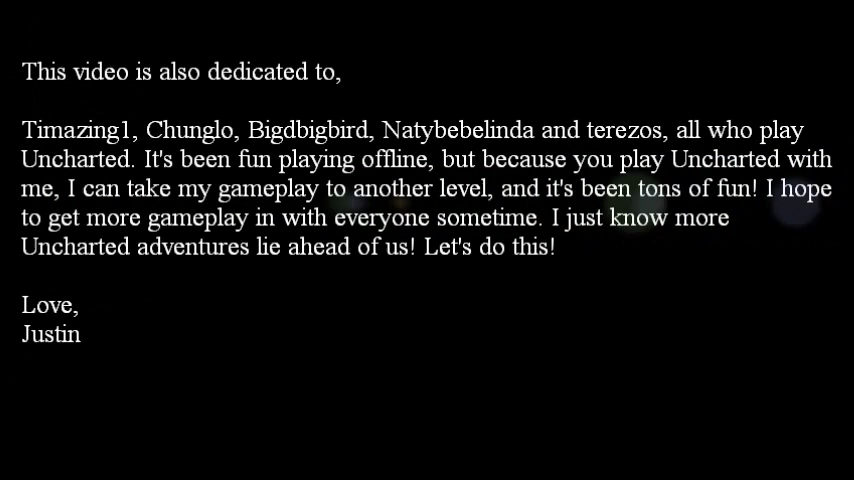 This video is also dedicated to,
Timazing1, Chunglo, Bigdbigbird, Natybebelinda and terezos, all who play
Uncharted. It's been fun playing offline, but because you play Uncharted with
me, I can take my gameplay to another level, and it's been tons of fun! I hope
to get more gameplay in with everyone sometime. I just know more
Uncharted adventures lie ahead of us! Let's do this!
Love,
Justin